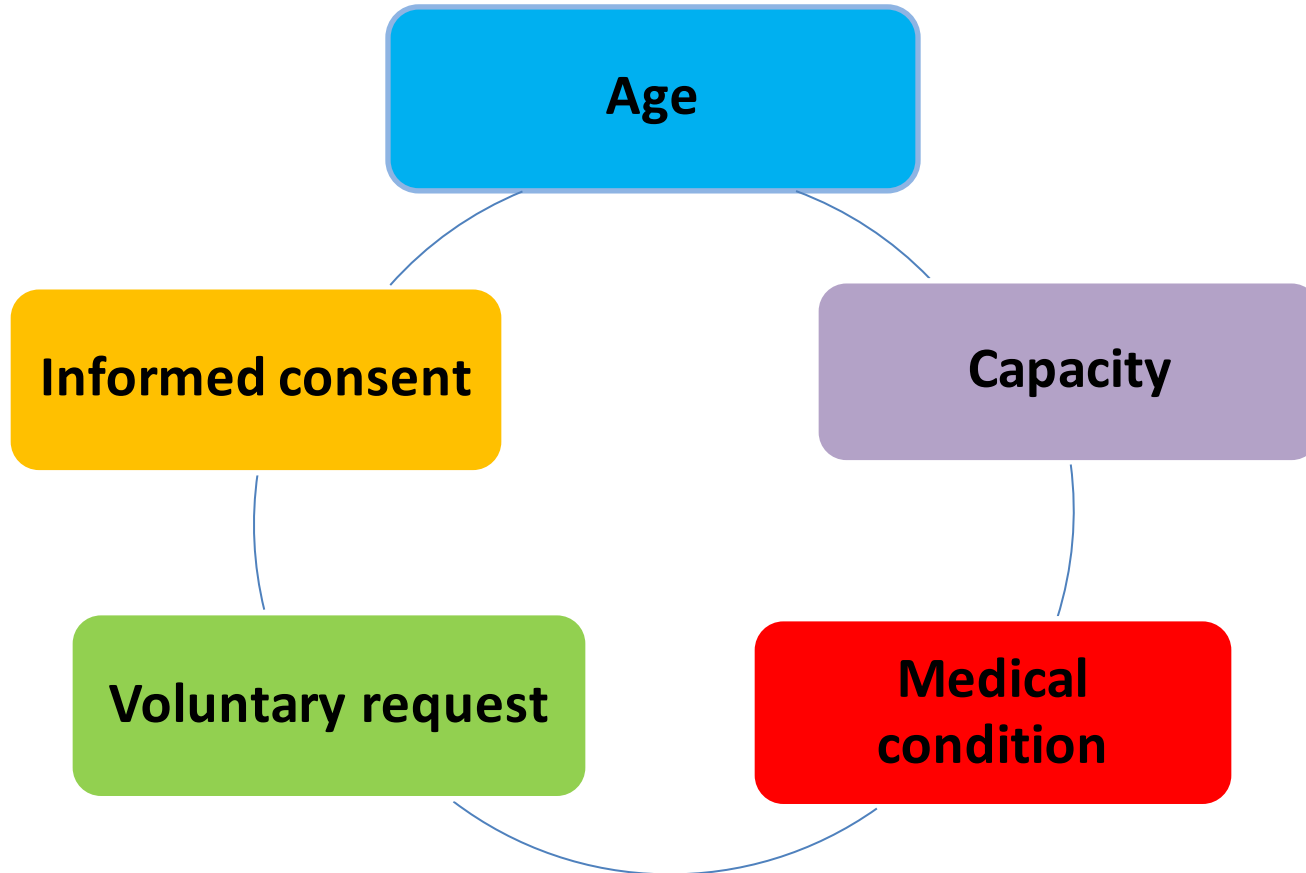 Age
Informed consent
Capacity
Voluntary request
Medical
condition